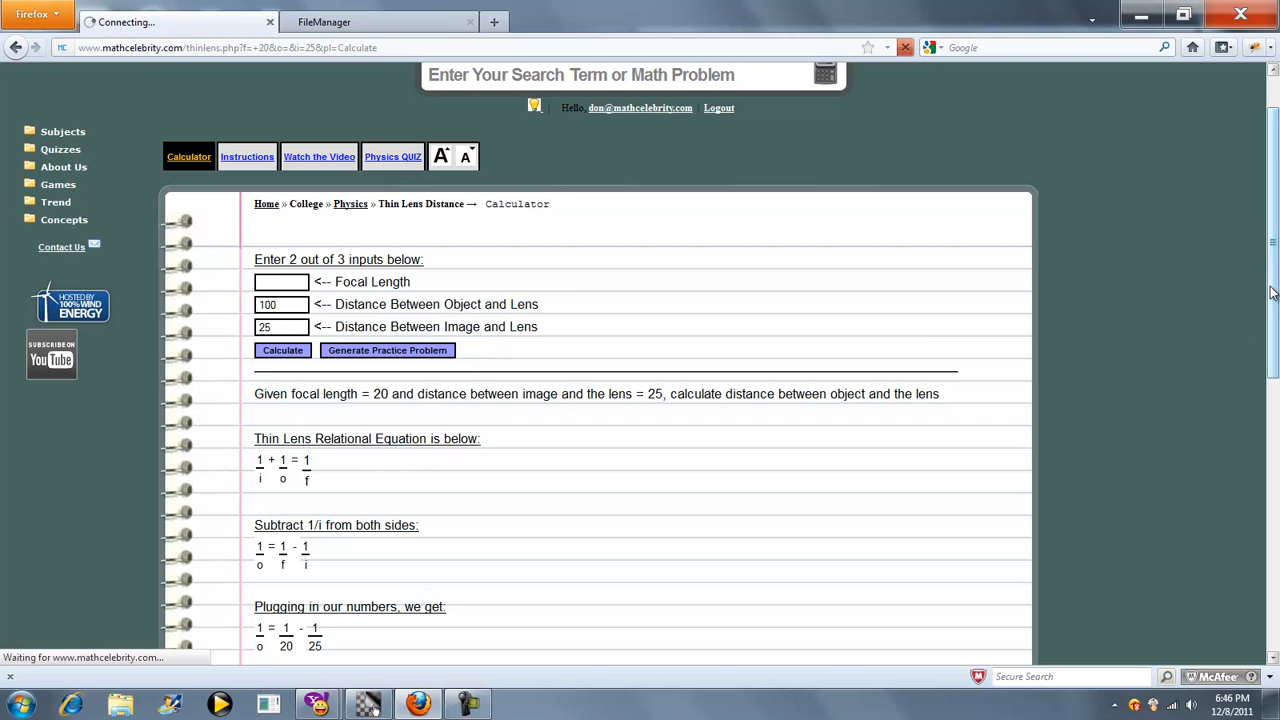 Firefox
Connecting...
FileManager
MC
www.mathcelebrity.com/thinlens.php?f=+20&o=&i=25&pl=Calculate
Google
Enter Your Search Term or Math Problem
Hello, don@mathcelebrity.com | Logout
Subjects
Quizzes
About Us
Games
Trend
Concepts
Contact Us
HOSTED BY
100% WIND
ENERGY
SUBSCRIBE ON
YouTube
Calculator
Instructions
Watch the Video
Physics QUIZ
A A
Home » College » Physics » Thin Lens Distance → Calculator
Enter 2 out of 3 inputs below:
<-- Focal Length
100 <-- Distance Between Object and Lens
25 <-- Distance Between Image and Lens
Calculate
Generate Practice Problem
Given focal length = 20 and distance between image and the lens = 25, calculate distance between object and the lens
Thin Lens Relational Equation is below:
1 + 1 = 1
i o f
Subtract 1/i from both sides:
1 = 1 - 1
o f i
Plugging in our numbers, we get:
1 = 1 - 1
o 20 25
Waiting for www.mathcelebrity.com...
Secure Search
McAfee
6:46 PM
12/8/2011